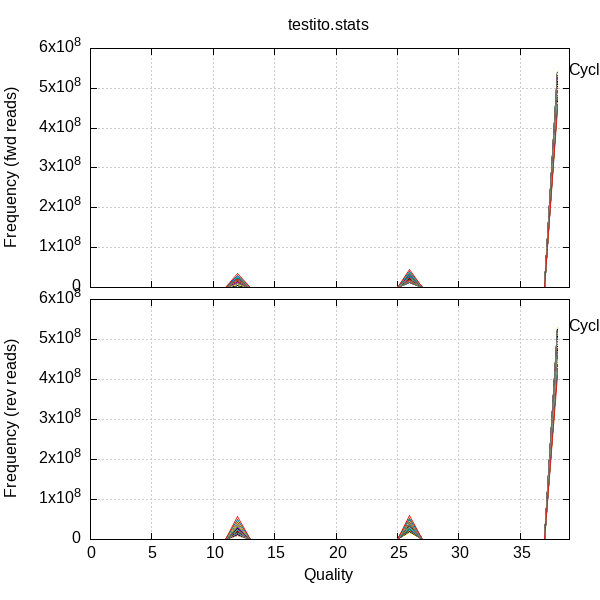 testito.stats
6x10^8
5x10^8
4x10^8
3x10^8
2x10^8
1x10^8
0
Frequency (fwd reads)
Cycl
6x10^8
5x10^8
4x10^8
3x10^8
2x10^8
1x10^8
0
Frequency (rev reads)
Cycl
0 5 10 15 20 25 30 35
Quality